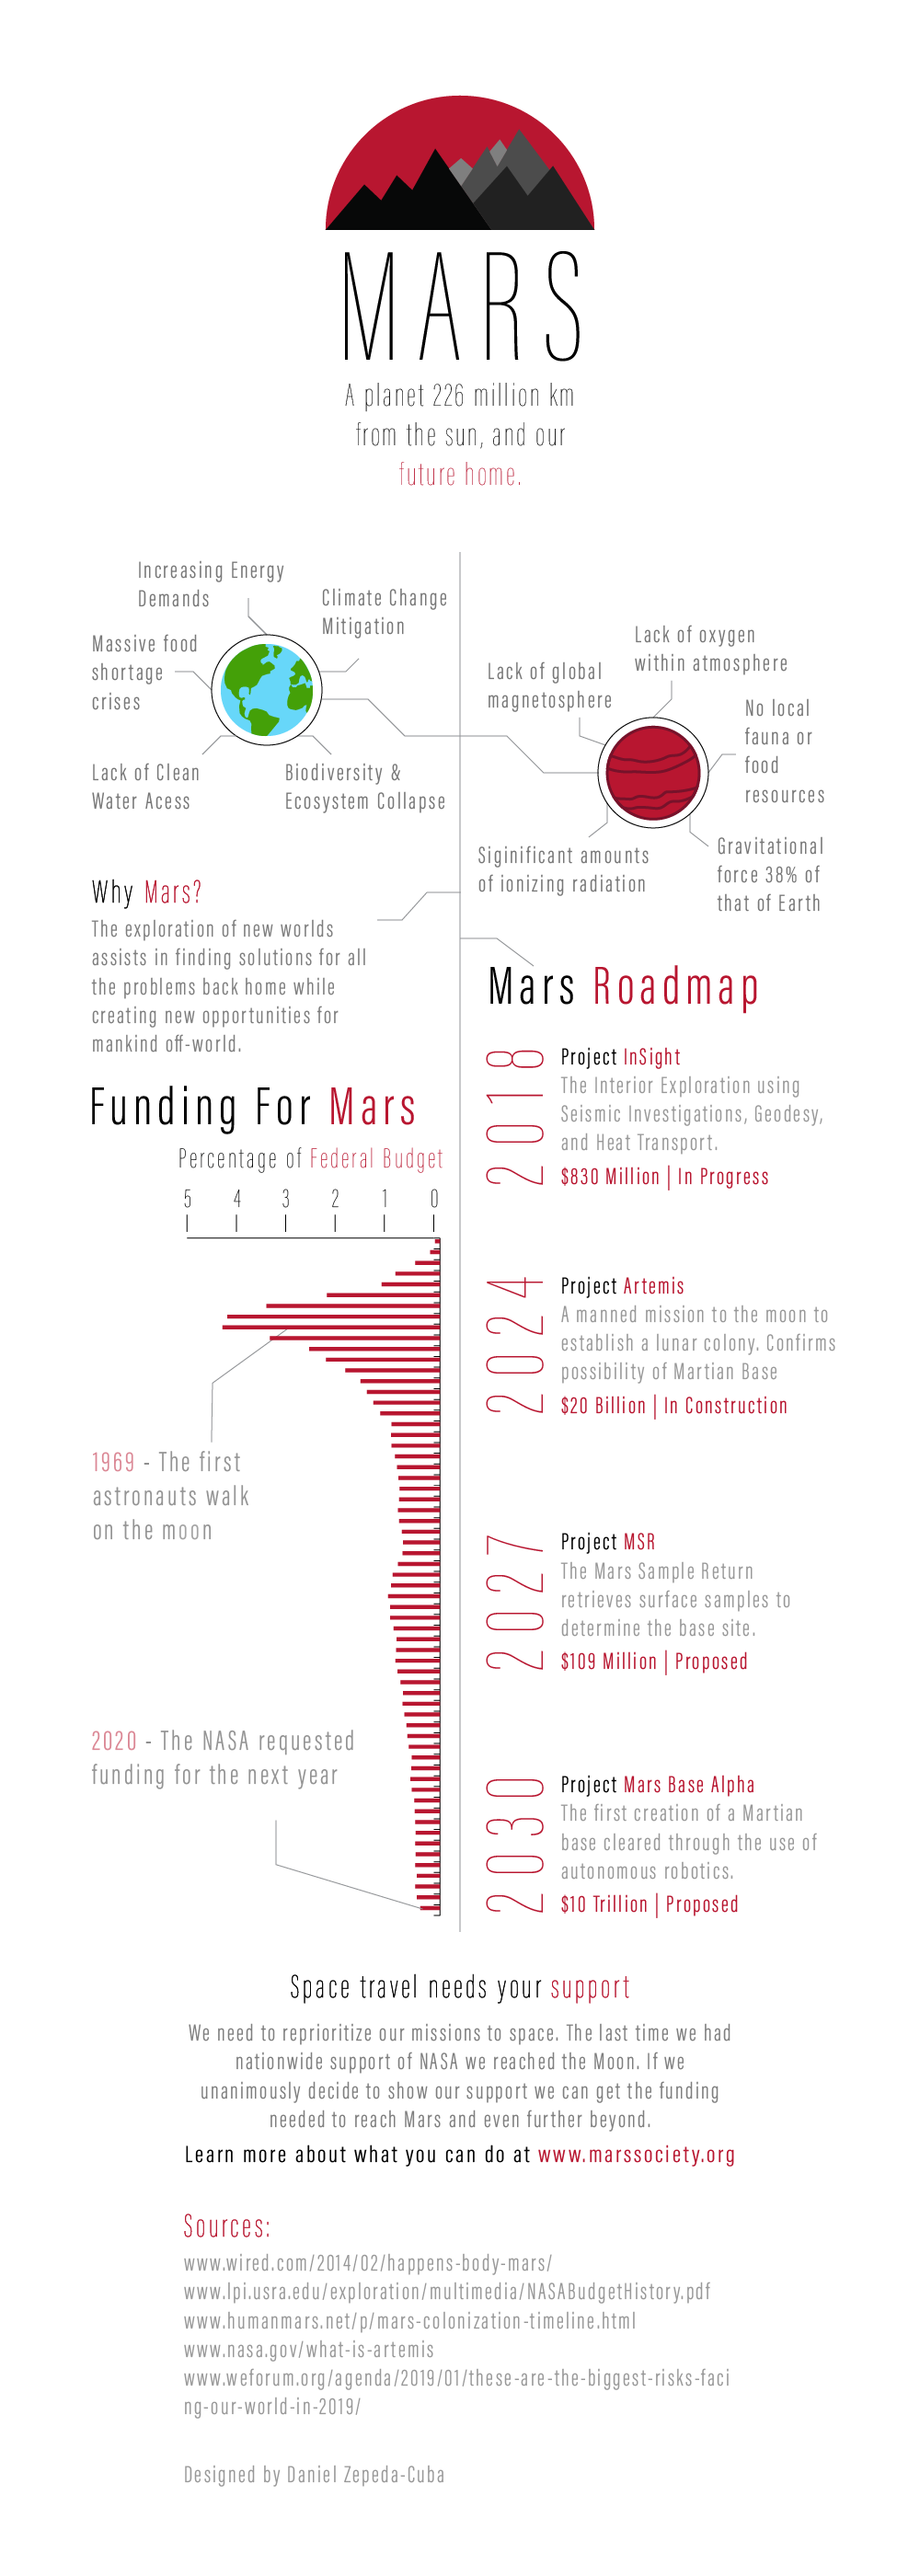 MARS
A planet 226 million km
from the sun, and our
future home.
Increasing Energy
Demands
Climate Change
Mitigation
Massive food
shortage
crises
Lack of Clean
Water Acess
Biodiversity &
Ecosystem Collapse
Lack of oxygen
within atmosphere
Lack of global
magnetosphere
No local
fauna or
food
resources
Siginificant amounts
of ionizing radiation
Gravitational
force 38% of
that of Earth
Why Mars?
The exploration of new worlds
assists in finding solutions for all
the problems back home while
creating new opportunities for
mankind off-world.
Funding For Mars
Percentage of Federal Budget
5 4 3 2 1 0
1969 - The first
astronauts walk
on the moon
2020 - The NASA requested
funding for the next year
Mars Roadmap
2018
Project InSight
The Interior Exploration using
Seismic Investigations, Geodesy,
and Heat Transport.
$830 Million | In Progress
2024
Project Artemis
A manned mission to the moon to
establish a lunar colony. Confirms
possibility of Martian Base
$20 Billion | In Construction
2027
Project MSR
The Mars Sample Return
retrieves surface samples to
determine the base site.
$109 Million | Proposed
2030
Project Mars Base Alpha
The first creation of a Martian
base cleared through the use of
autonomous robotics.
$10 Trillion | Proposed
Space travel needs your support
We need to reprioritize our missions to space. The last time we had
nationwide support of NASA we reached the Moon. If we
unanimously decide to show our support we can get the funding
needed to reach Mars and even further beyond.
Learn more about what you can do at www.marssociety.org
Sources:
www.wired.com/2014/02/happens-body-mars/
www.lpi.usra.edu/exploration/multimedia/NASABudgetHistory.pdf
www.humanmars.net/p/mars-colonization-timeline.html
www.nasa.gov/what-is-artemis
www.weforum.org/agenda/2019/01/these-are-the-biggest-risks-faci
ng-our-world-in-2019/
Designed by Daniel Zepeda-Cuba